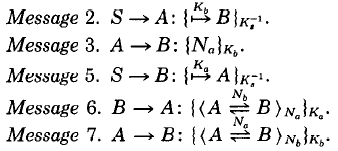 Message 2. S → A: {↦^{K_b} B}_{K_s^{-1}}.
Message 3. A → B: {N_a}_{K_b}.
Message 5. S → B: {↦^{K_a} A}_{K_s^{-1}}.
Message 6. B → A: {⟨A ⇌^{N_b} B⟩_{N_a}}_{K_a}.
Message 7. A → B: {⟨A ⇌^{N_a} B⟩_{N_b}}_{K_b}.